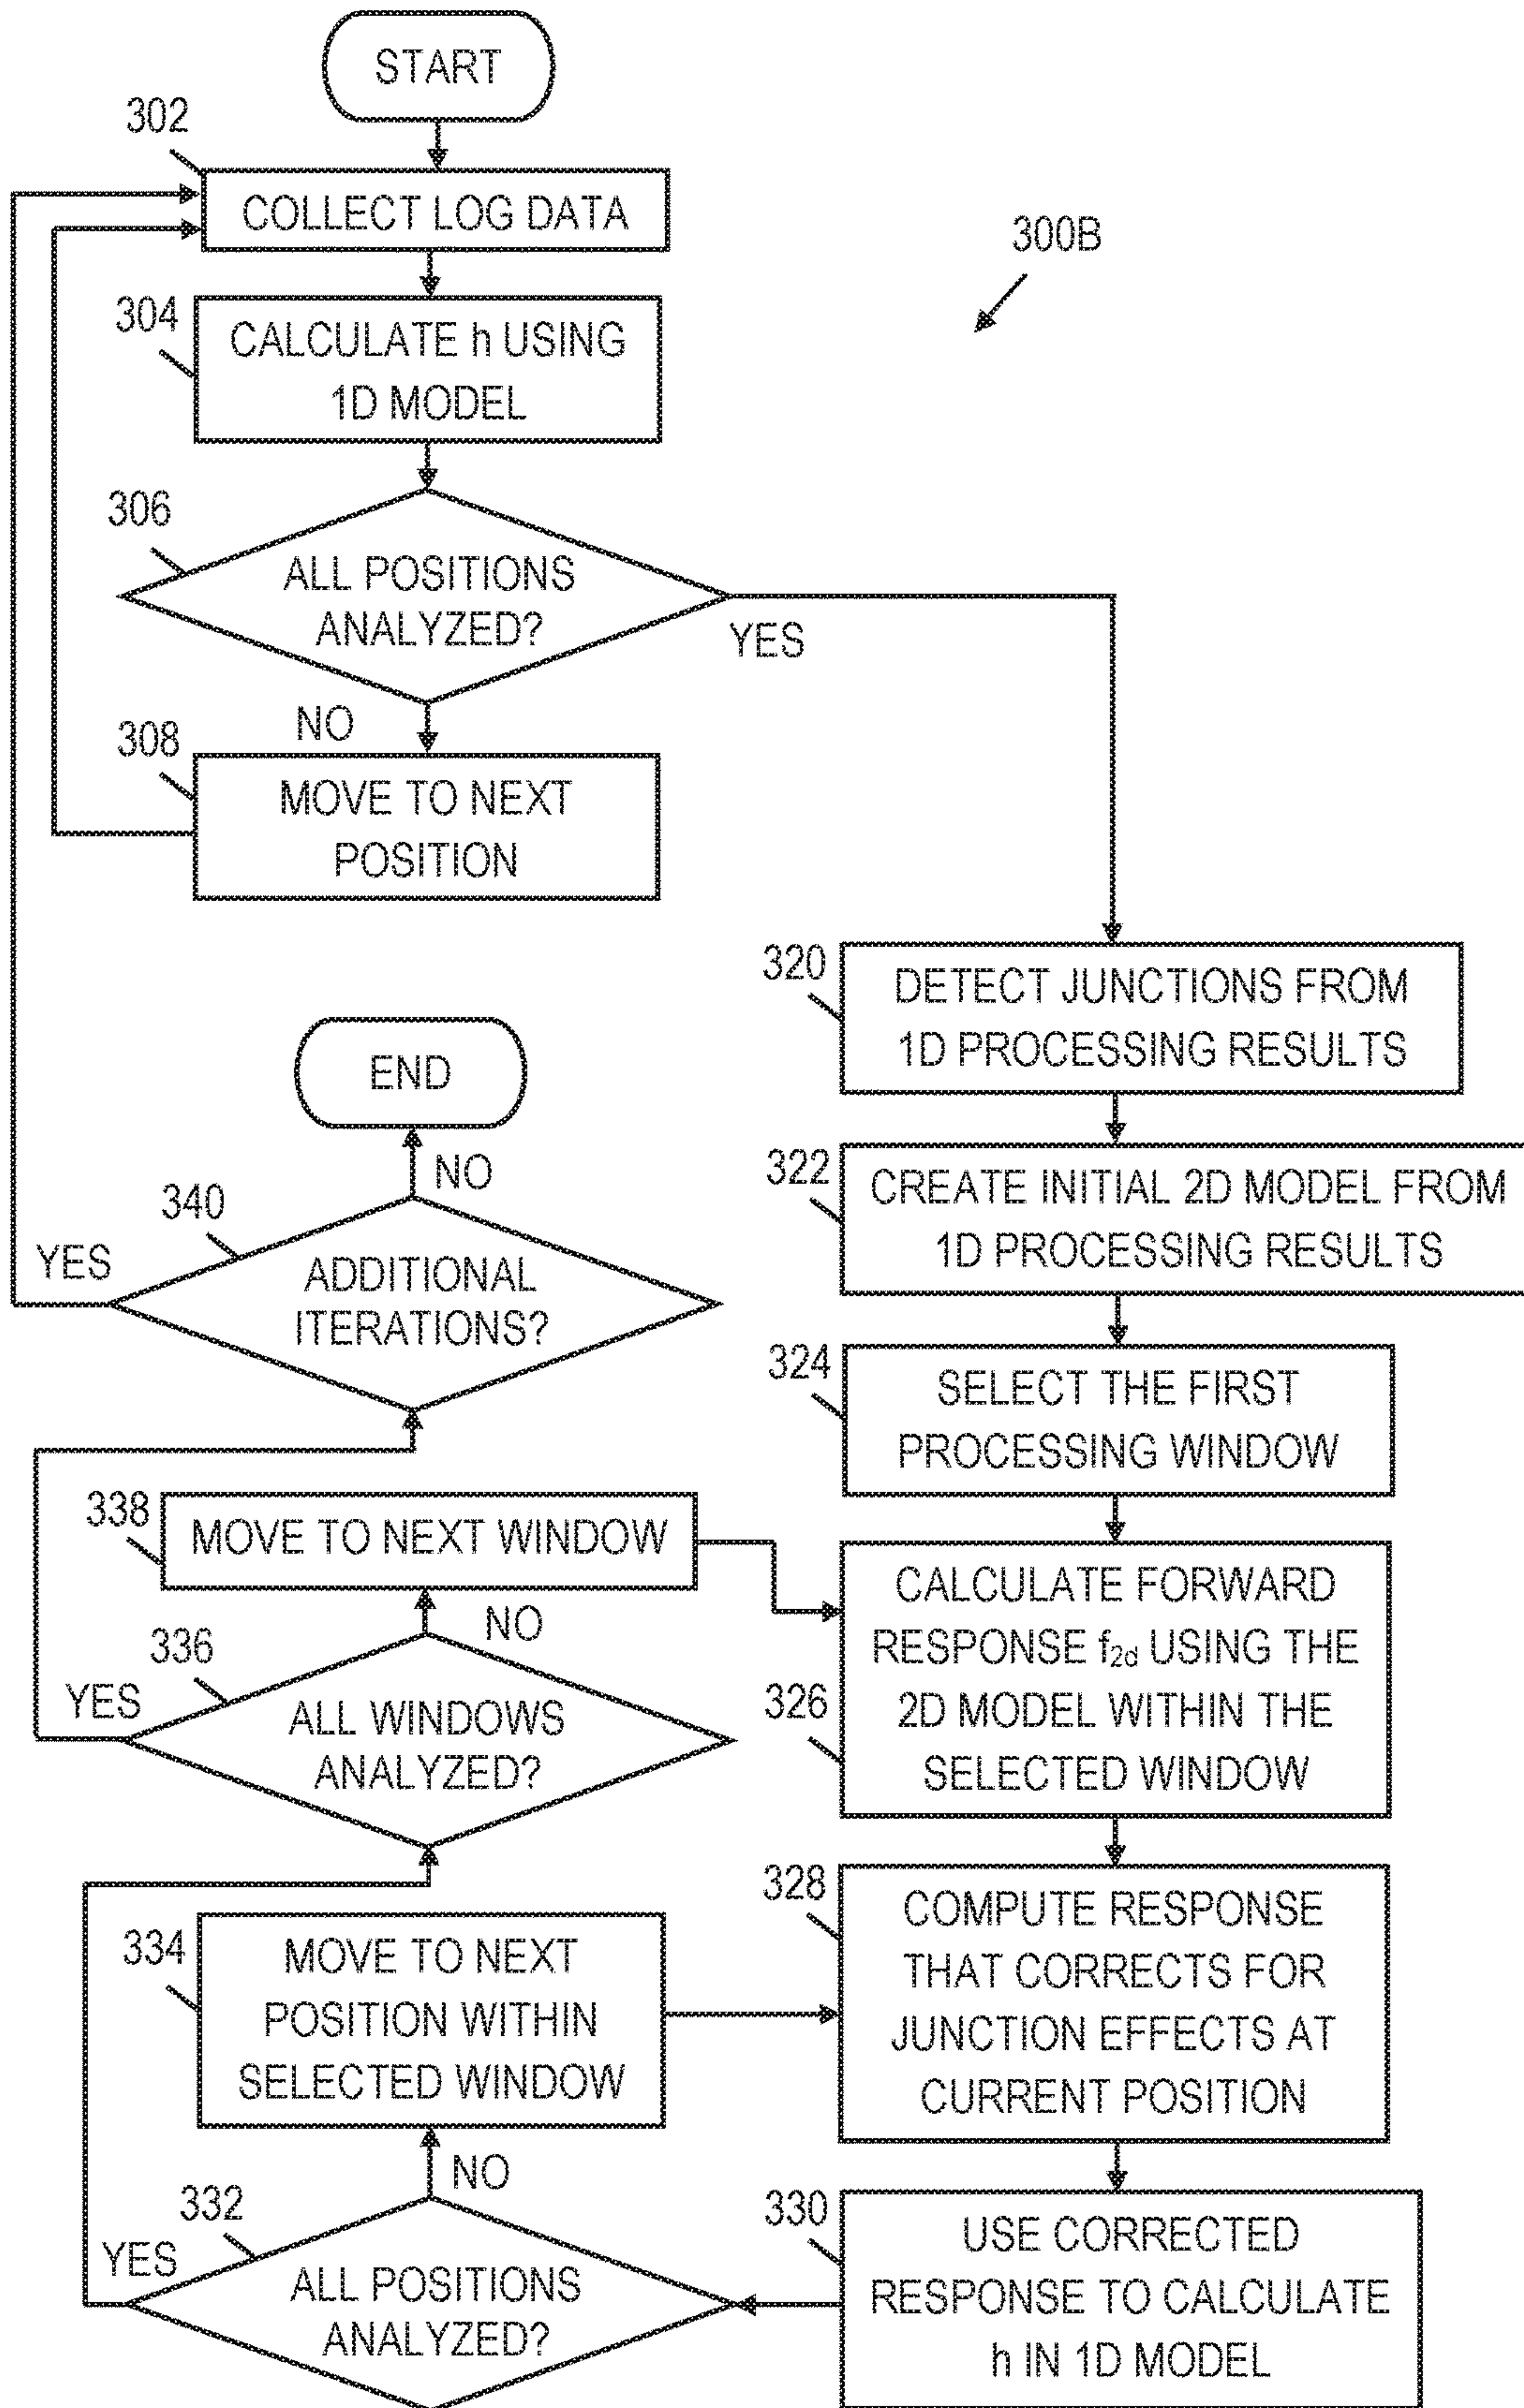 START
302
COLLECT LOG DATA
300B
304
CALCULATE h USING
1D MODEL
306
ALL POSITIONS
ANALYZED?
YES
NO
308
MOVE TO NEXT
POSITION
320
DETECT JUNCTIONS FROM
1D PROCESSING RESULTS
322
CREATE INITIAL 2D MODEL FROM
1D PROCESSING RESULTS
324
SELECT THE FIRST
PROCESSING WINDOW
326
CALCULATE FORWARD
RESPONSE f2d USING THE
2D MODEL WITHIN THE
SELECTED WINDOW
328
COMPUTE RESPONSE
THAT CORRECTS FOR
JUNCTION EFFECTS AT
CURRENT POSITION
330
USE CORRECTED
RESPONSE TO CALCULATE
h IN 1D MODEL
332
ALL POSITIONS
ANALYZED?
YES
NO
334
MOVE TO NEXT
POSITION WITHIN
SELECTED WINDOW
336
ALL WINDOWS
ANALYZED?
YES
NO
338
MOVE TO NEXT WINDOW
340
ADDITIONAL
ITERATIONS?
YES
NO
END